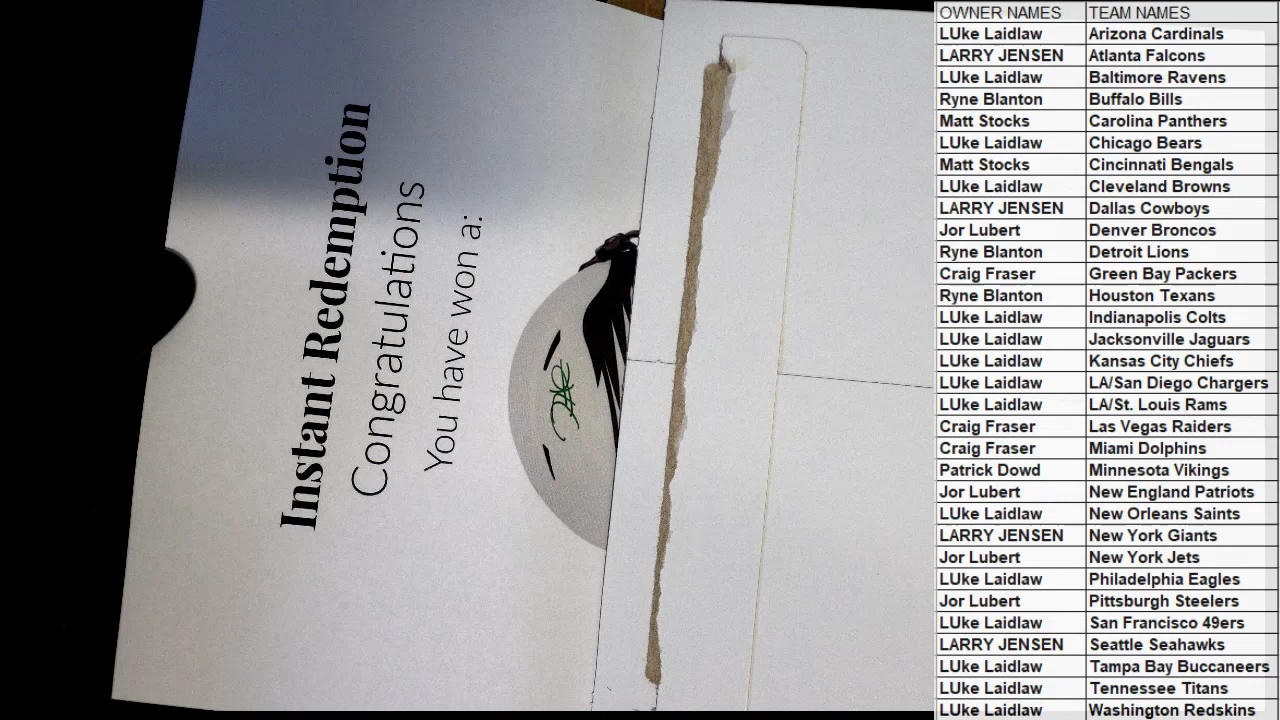 Instant Redemption
Congratulations
You have won a:
OWNER NAMES TEAM NAMES
LUke Laidlaw Arizona Cardinals
LARRY JENSEN Atlanta Falcons
LUke Laidlaw Baltimore Ravens
Ryne Blanton Buffalo Bills
Matt Stocks Carolina Panthers
LUke Laidlaw Chicago Bears
Matt Stocks Cincinnati Bengals
LUke Laidlaw Cleveland Browns
LARRY JENSEN Dallas Cowboys
Jor Lubert Denver Broncos
Ryne Blanton Detroit Lions
Craig Fraser Green Bay Packers
Ryne Blanton Houston Texans
LUke Laidlaw Indianapolis Colts
LUke Laidlaw Jacksonville Jaguars
LUke Laidlaw Kansas City Chiefs
LUke Laidlaw LA/San Diego Chargers
LUke Laidlaw LA/St. Louis Rams
Craig Fraser Las Vegas Raiders
Craig Fraser Miami Dolphins
Patrick Dowd Minnesota Vikings
Jor Lubert New England Patriots
LUke Laidlaw New Orleans Saints
LARRY JENSEN New York Giants
Jor Lubert New York Jets
LUke Laidlaw Philadelphia Eagles
Jor Lubert Pittsburgh Steelers
LUke Laidlaw San Francisco 49ers
LARRY JENSEN Seattle Seahawks
LUke Laidlaw Tampa Bay Buccaneers
LUke Laidlaw Tennessee Titans
LUke Laidlaw Washington Redskins